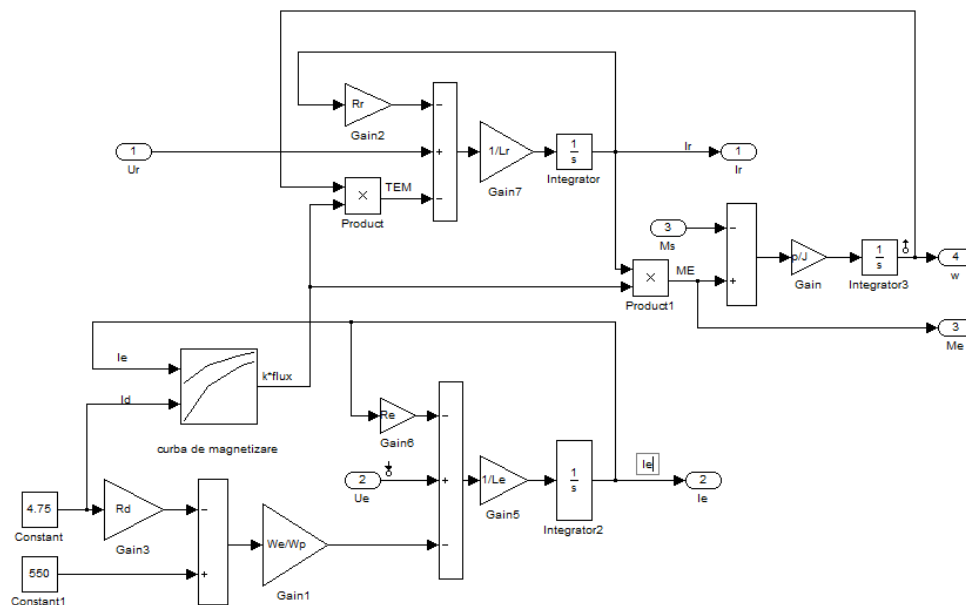 Rr
Gain2
−
1
Ur
+
1/Lr
Gain7
1
s
Integrator
Ir
1
Ir
TEM
×
Product
−
3
Ms
−
ME
×
Product1
+
p/J
Gain
1
s
Integrator3
4
w
3
Me
Ie
Id
k*flux
curba de magnetizare
Re
Gain6
−
2
Ue
+
1/Le
Gain5
1
s
Integrator2
Ie
2
Ie
4.75
Constant
Rd
Gain3
−
550
Constant1
+
We/Wp
Gain1
−